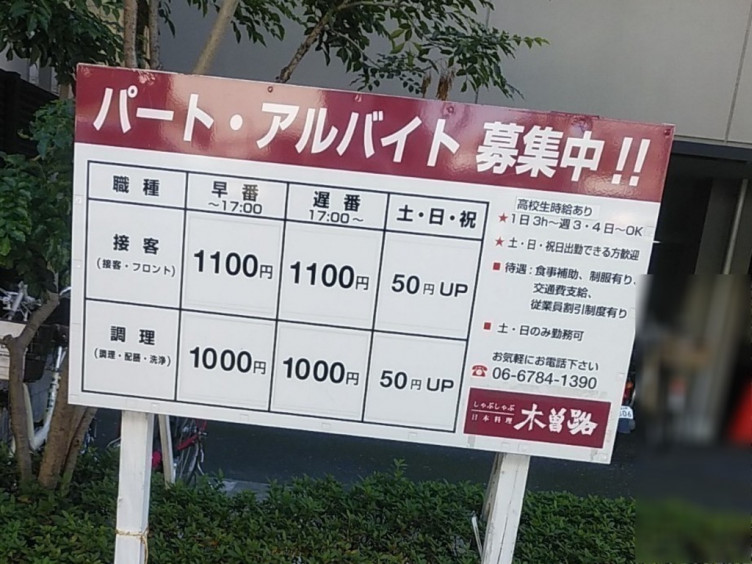 パート・アルバイト 募集中!!
職種 早番 ～17:00 遅番 17:00～ 土・日・祝
接客 (接客・フロント) 1100円 1100円 50円UP
調理 (調理・配膳・洗浄) 1000円 1000円 50円UP
高校生時給あり
★1日3h～週3・4日～OK
★土・日・祝日出勤できる方歓迎
■待遇：食事補助、制服有り、
交通費支給、
従業員割引制度有り
■土・日のみ勤務可
お気軽にお電話下さい
☎06-6784-1390
しゃぶしゃぶ
日本料理
木曽路